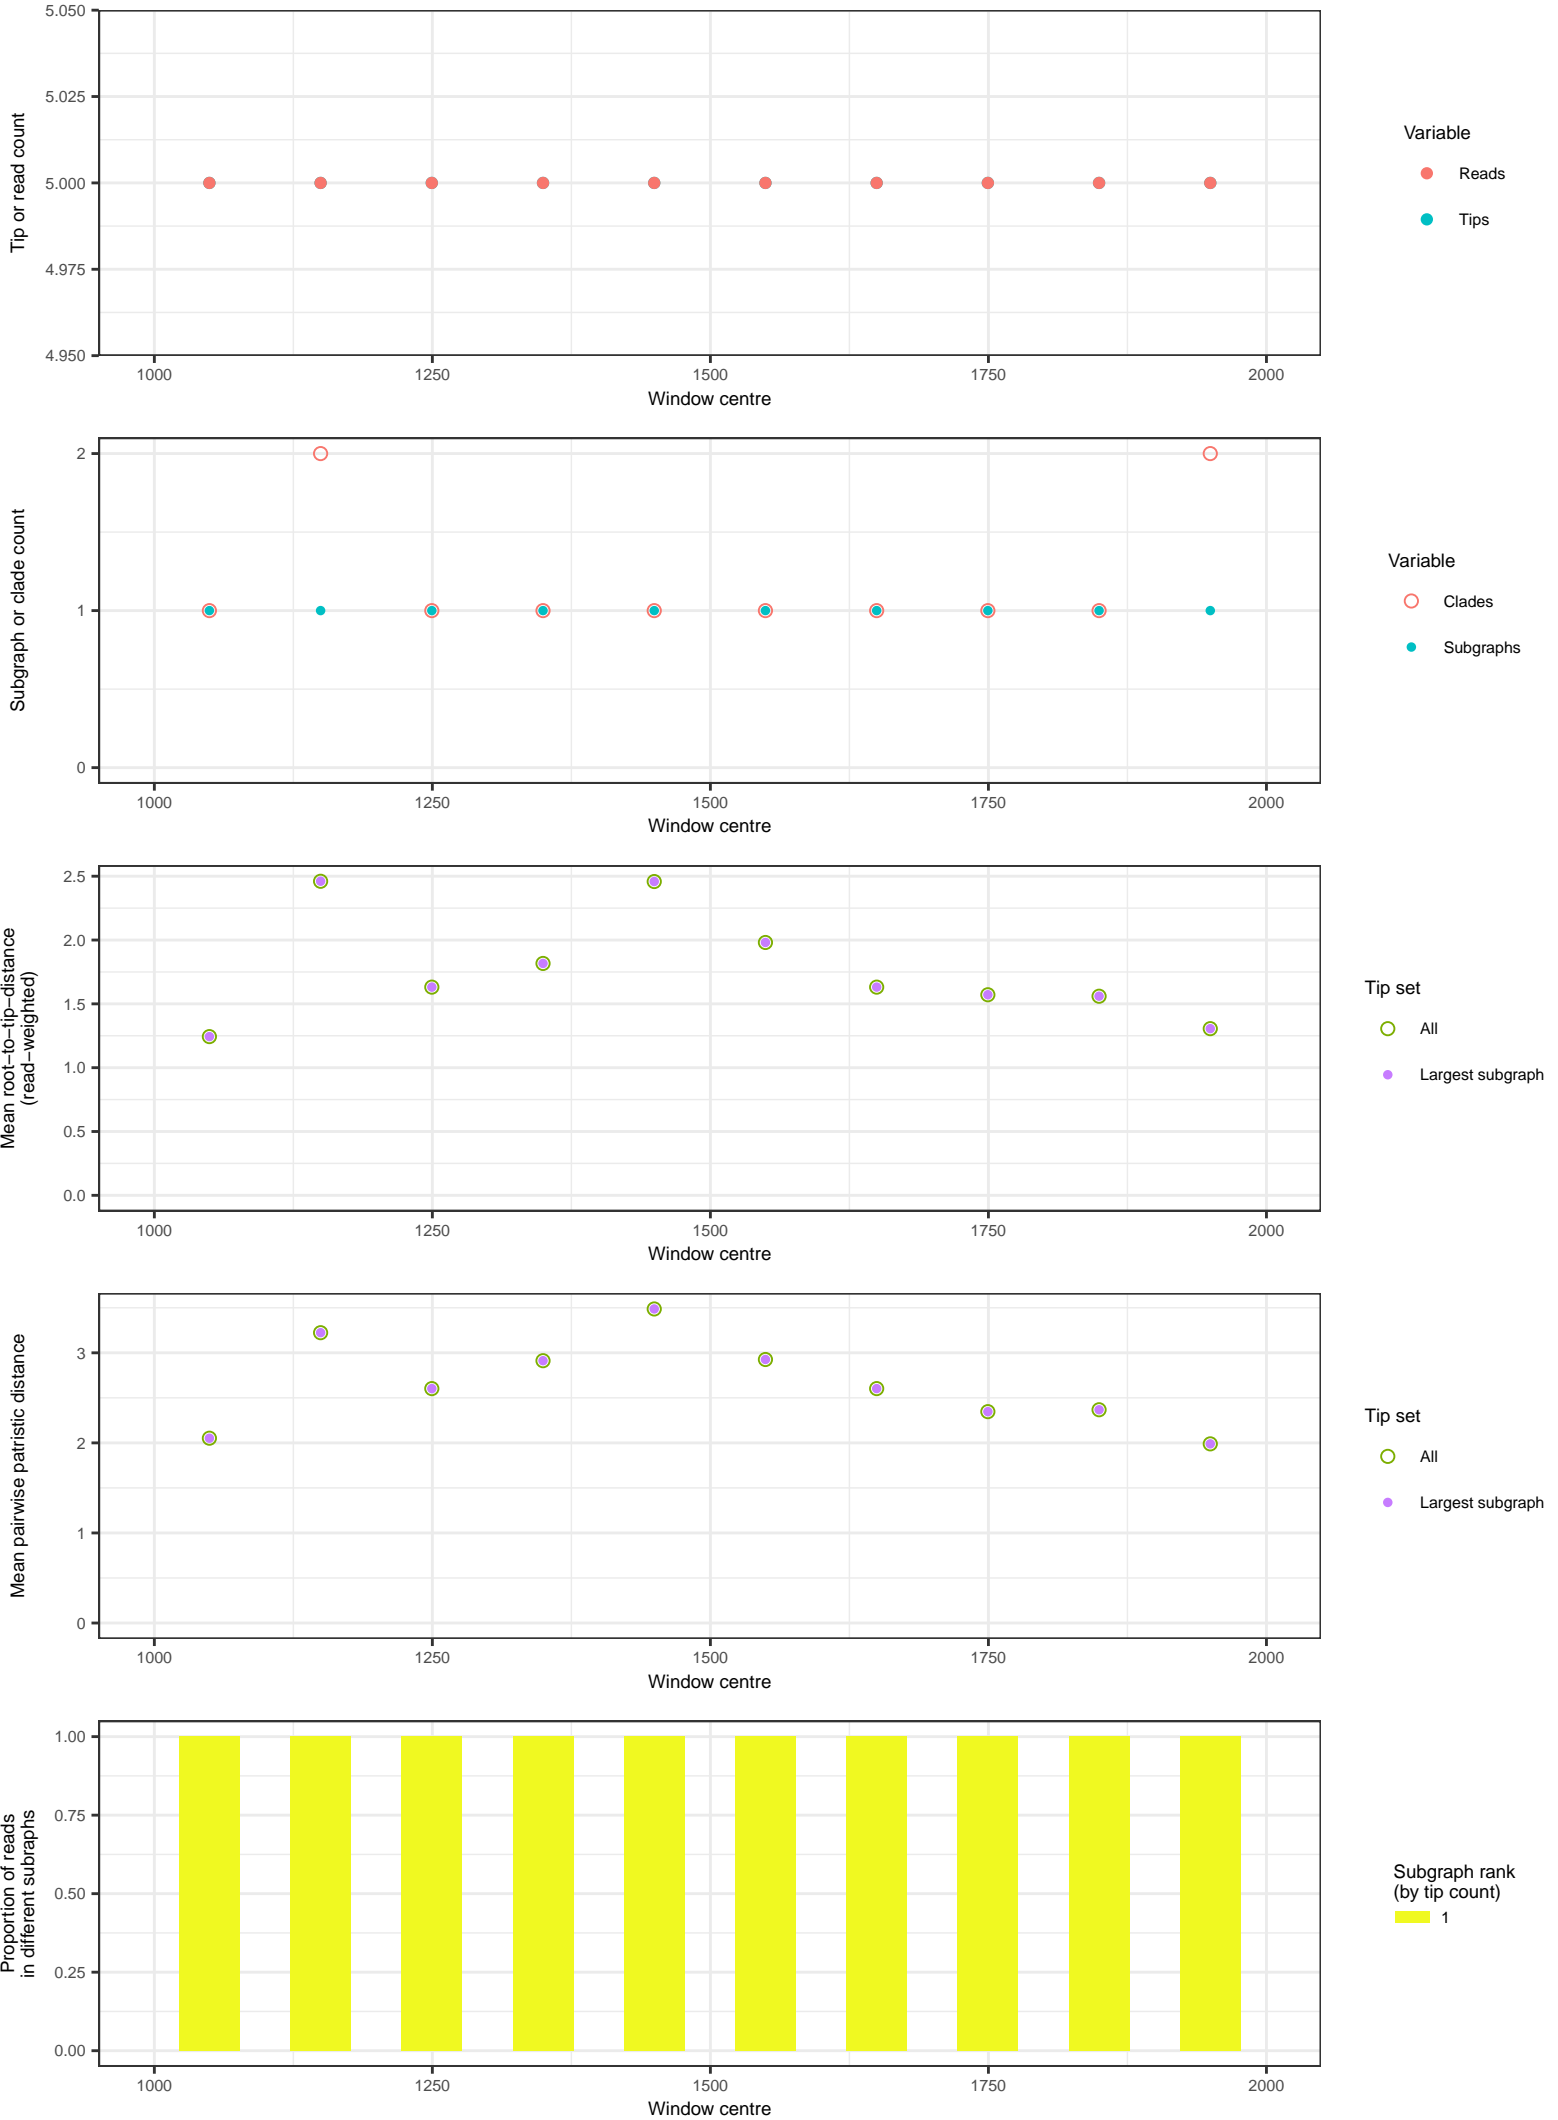 Tip or read count
5.050
5.025
5.000
4.975
4.950
1000 1250 1500 1750 2000
Window centre
Variable
Reads
Tips
Subgraph or clade count
2
1
0
1000 1250 1500 1750 2000
Window centre
Variable
Clades
Subgraphs
Mean root−to−tip−distance
(read−weighted)
2.5
2.0
1.5
1.0
0.5
0.0
1000 1250 1500 1750 2000
Window centre
Tip set
All
Largest subgraph
Mean pairwise patristic distance
3
2
1
0
1000 1250 1500 1750 2000
Window centre
Tip set
All
Largest subgraph
Proportion of reads
in different subraphs
1.00
0.75
0.50
0.25
0.00
1000 1250 1500 1750 2000
Window centre
Subgraph rank
(by tip count)
1